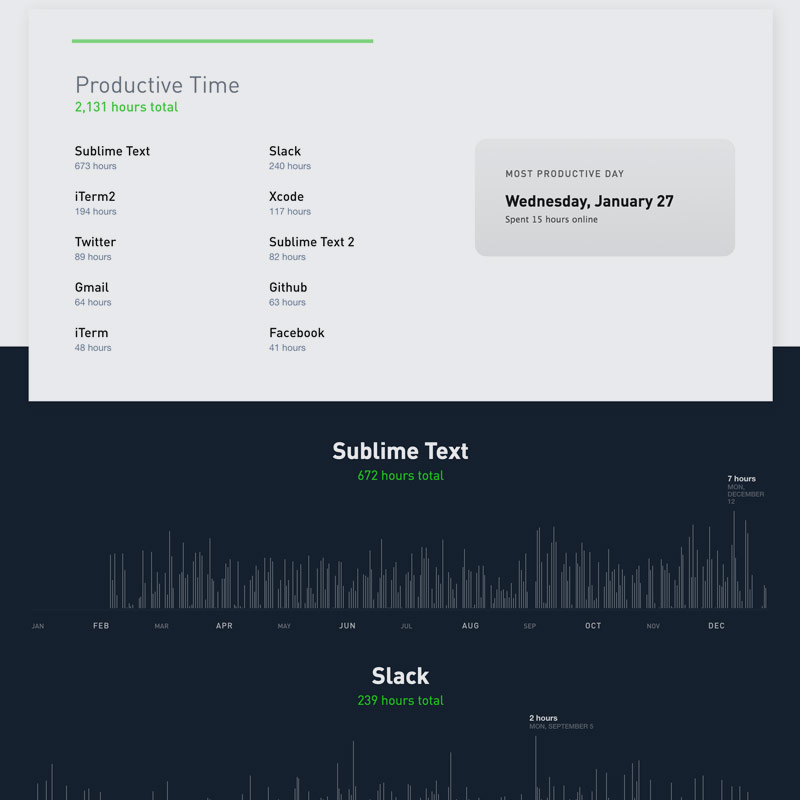 Productive Time
2,131 hours total
Sublime Text
673 hours
Slack
240 hours
iTerm2
194 hours
Xcode
117 hours
Twitter
89 hours
Sublime Text 2
82 hours
Gmail
64 hours
Github
63 hours
iTerm
48 hours
Facebook
41 hours
MOST PRODUCTIVE DAY
Wednesday, January 27
Spent 15 hours online
Sublime Text
672 hours total
7 hours
MON,
DECEMBER
12
JAN FEB MAR APR MAY JUN JUL AUG SEP OCT NOV DEC
Slack
239 hours total
2 hours
MON, SEPTEMBER 5